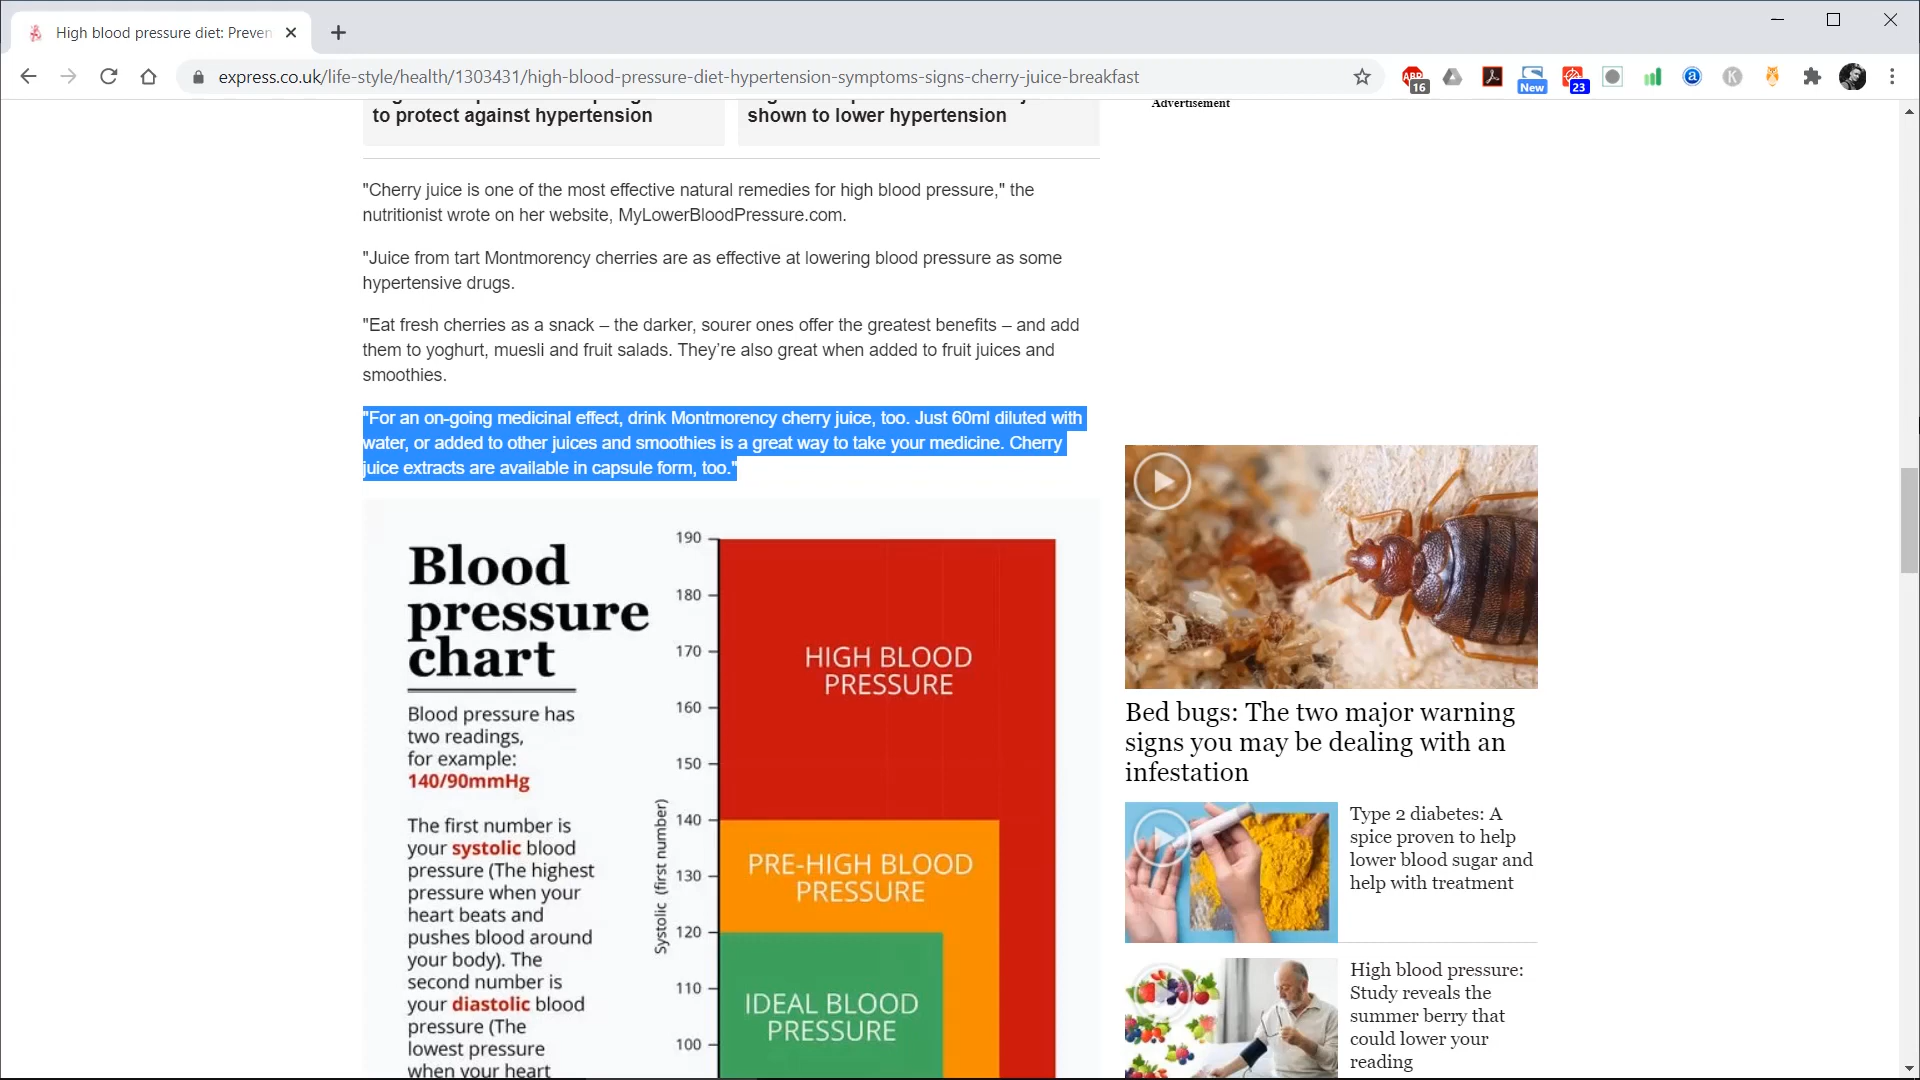 High blood pressure diet: Preven
express.co.uk/life-style/health/1303431/high-blood-pressure-diet-hypertension-symptoms-signs-cherry-juice-breakfast
ABP
16
New
23
a
K
to protect against hypertension
shown to lower hypertension
Advertisement
"Cherry juice is one of the most effective natural remedies for high blood pressure," the
nutritionist wrote on her website, MyLowerBloodPressure.com.
"Juice from tart Montmorency cherries are as effective at lowering blood pressure as some
hypertensive drugs.
"Eat fresh cherries as a snack – the darker, sourer ones offer the greatest benefits – and add
them to yoghurt, muesli and fruit salads. They’re also great when added to fruit juices and
smoothies.
"For an on-going medicinal effect, drink Montmorency cherry juice, too. Just 60ml diluted with
water, or added to other juices and smoothies is a great way to take your medicine. Cherry
juice extracts are available in capsule form, too."
Blood
pressure
chart
Blood pressure has
two readings,
for example:
140/90mmHg
The first number is
your systolic blood
pressure (The highest
pressure when your
heart beats and
pushes blood around
your body). The
second number is
your diastolic blood
pressure (The
lowest pressure
when your heart
Systolic (first number)
190
180
170
160
150
140
130
120
110
100
HIGH BLOOD
PRESSURE
PRE-HIGH BLOOD
PRESSURE
IDEAL BLOOD
PRESSURE
Bed bugs: The two major warning
signs you may be dealing with an
infestation
Type 2 diabetes: A
spice proven to help
lower blood sugar and
help with treatment
High blood pressure:
Study reveals the
summer berry that
could lower your
reading